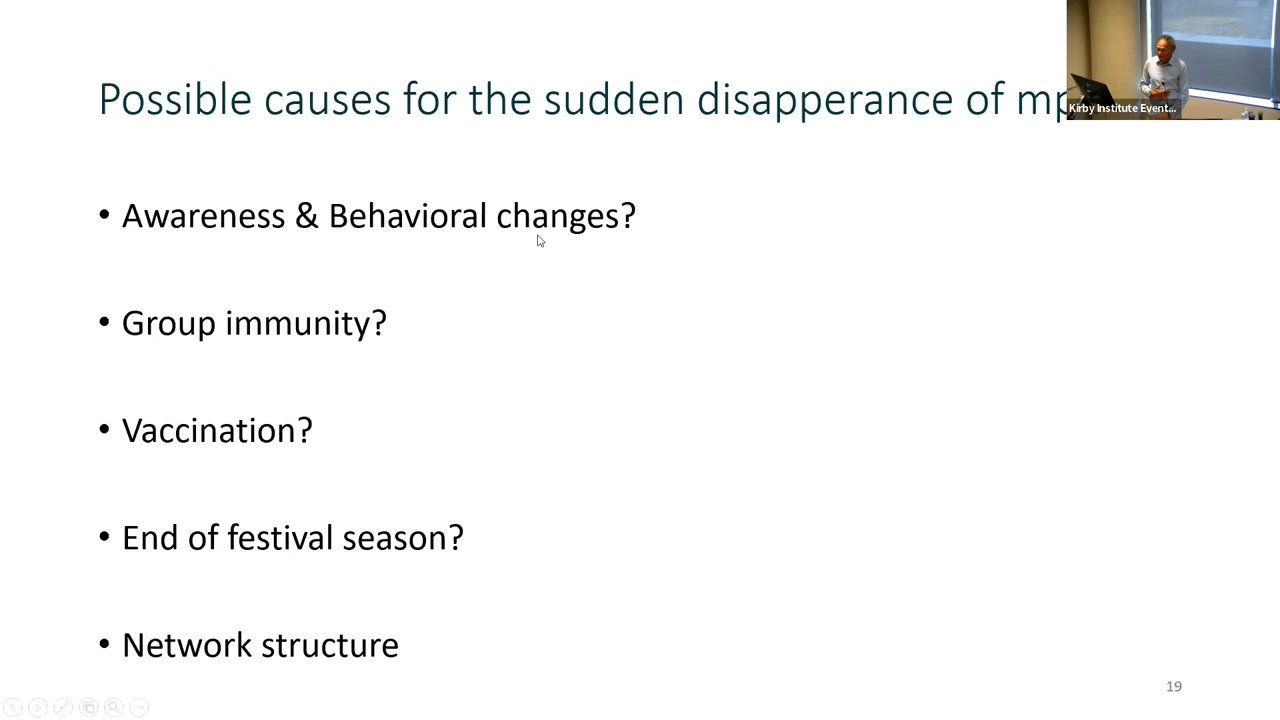 Possible causes for the sudden disapperance of
Kirby Institute Event...
• Awareness & Behavioral changes?
• Group immunity?
• Vaccination?
• End of festival season?
• Network structure
19